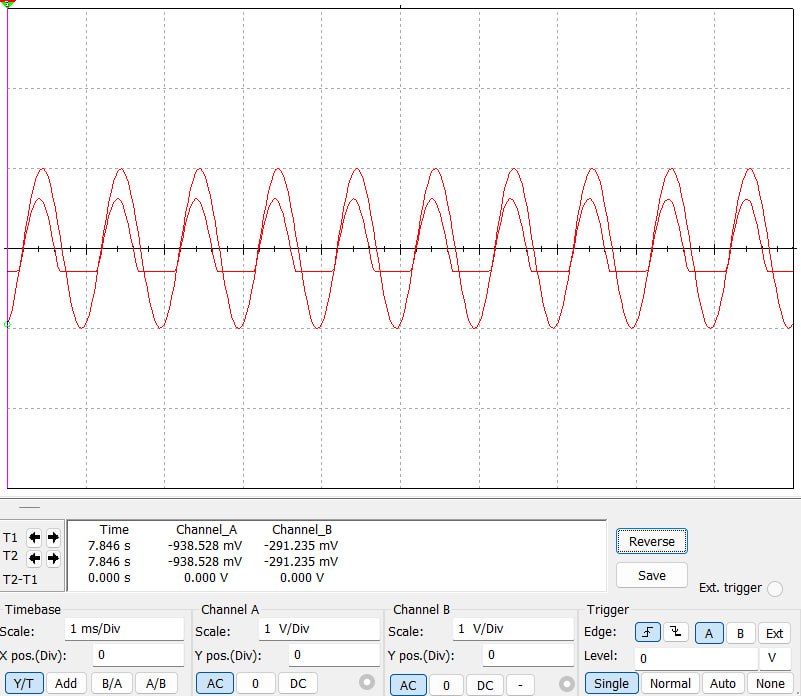 Time Channel_A Channel_B
T1 7.846 s -938.528 mV -291.235 mV
T2 7.846 s -938.528 mV -291.235 mV
T2-T1 0.000 s 0.000 V 0.000 V
Reverse
Save
Ext. trigger
Timebase
Scale: 1 ms/Div
X pos.(Div): 0
Y/T Add B/A A/B
Channel A
Scale: 1 V/Div
Y pos.(Div): 0
AC 0 DC
Channel B
Scale: 1 V/Div
Y pos.(Div): 0
AC 0 DC -
Trigger
Edge: A B Ext
Level: 0 V
Single Normal Auto None